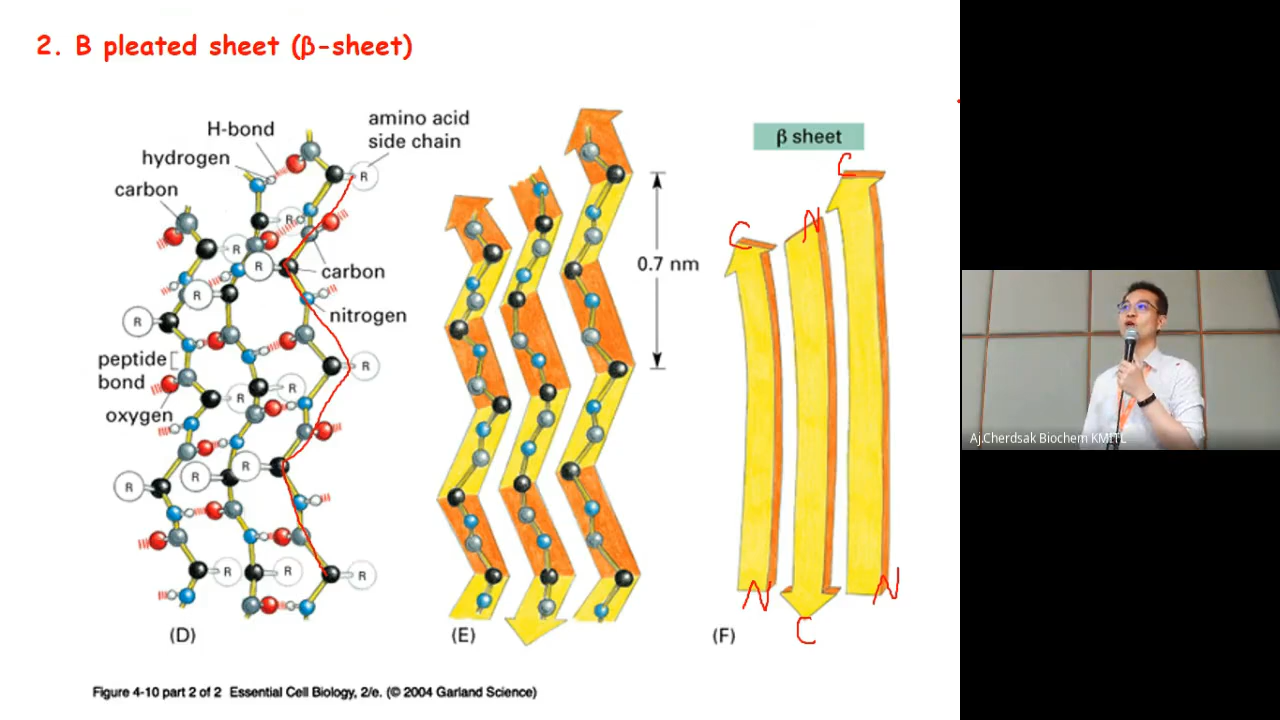 2. B pleated sheet (β-sheet)
H-bond
hydrogen
carbon
amino acid
side chain
R
R
R
R
R
R
carbon
R
nitrogen
peptide
bond
oxygen
R
R
R
R
R
R
R
R
R
R
(D)
0.7 nm
(E)
β sheet
C
C
N
N
N
C
(F)
Figure 4-10 part 2 of 2 Essential Cell Biology, 2/e. (© 2004 Garland Science)
Aj.Cherdsak Biochem KMITL